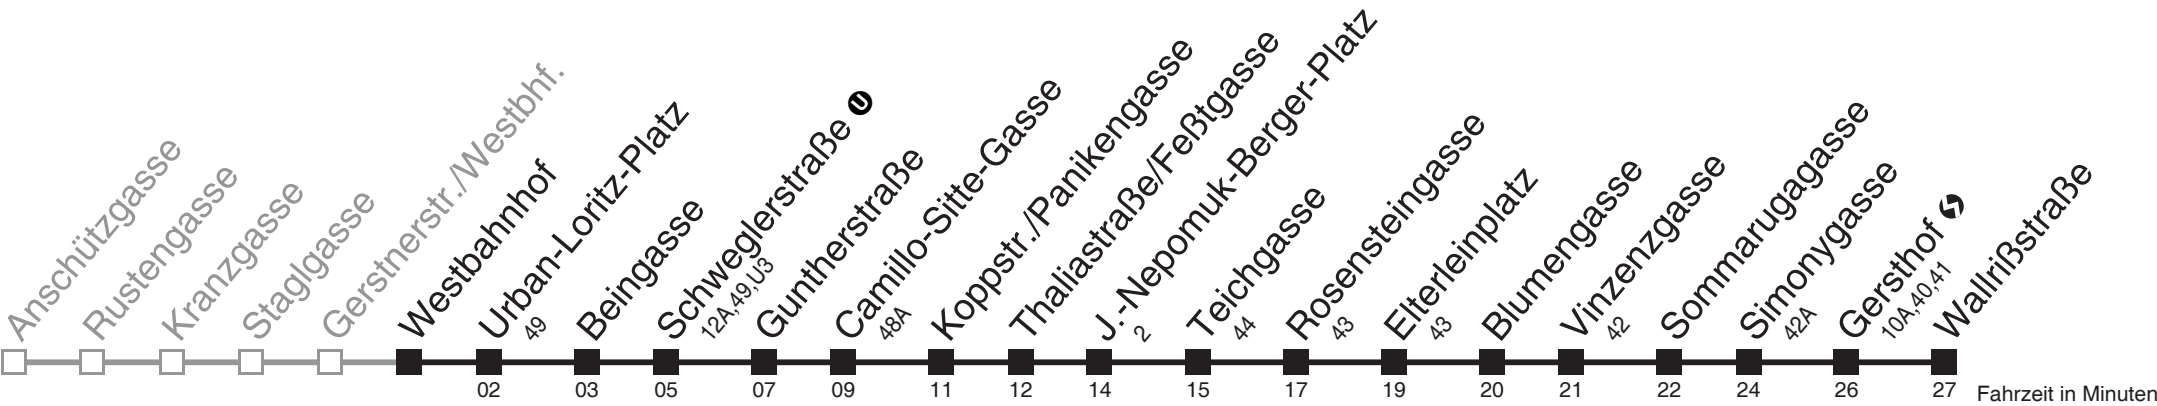 Anschützgasse
Rustengasse
Kranzgasse
Staglgasse
Gerstnerstr./Westbhf.
Westbahnhof
Urban-Loritz-Platz
49
02
Beingasse
03
Schweglerstraße U
12A,49,U3
05
Guntherstraße
07
Camillo-Sitte-Gasse
48A
09
Koppstr./Panikengasse
11
Thaliastraße/Feßtgasse
12
J.-Nepomuk-Berger-Platz
2
14
Teichgasse
44
15
Rosensteingasse
43
17
Elterleinplatz
43
19
Blumengasse
20
Vinzenzgasse
42
21
Sommarugagasse
22
Simonygasse
42A
24
Gersthof
10A,40,41
26
Wallrißstraße
27
Fahrzeit in Minuten